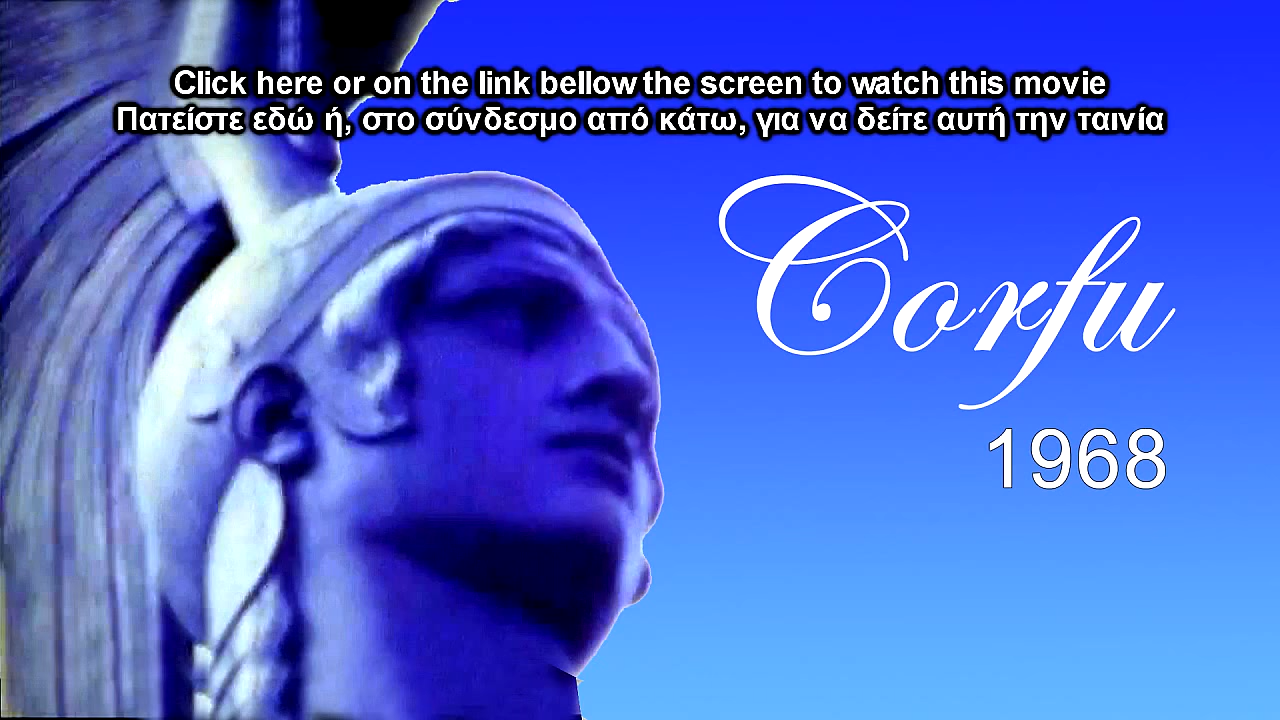 Click here or on the link bellow the screen to watch this movie
Πατείστε εδώ ή, στο σύνδεσμο από κάτω, για να δείτε αυτή την ταινία
Corfu
1968